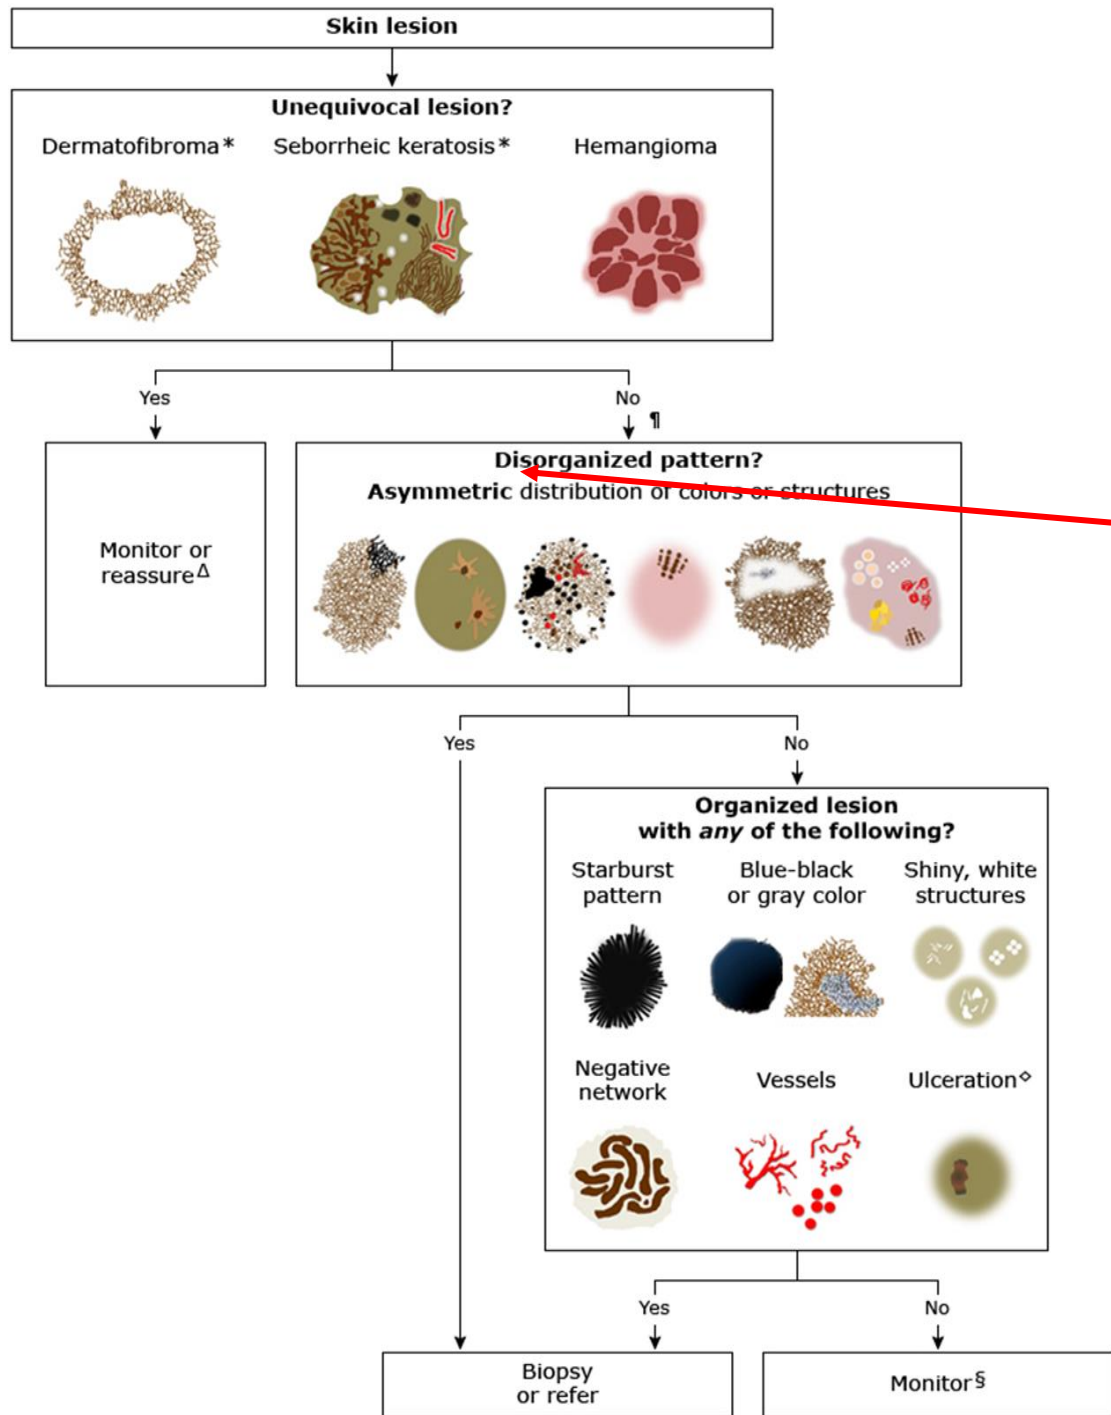 Skin lesion
Unequivocal lesion?
Dermatofibroma*
Seborrheic keratosis*
Hemangioma
Yes
No
¶
Monitor or
reassureΔ
Disorganized pattern?
Asymmetric distribution of colors or structures
Yes
No
Organized lesion
with any of the following?
Starburst
pattern
Blue-black
or gray color
Shiny, white
structures
Negative
network
Vessels
Ulceration◇
Yes
No
Biopsy
or refer
Monitor§